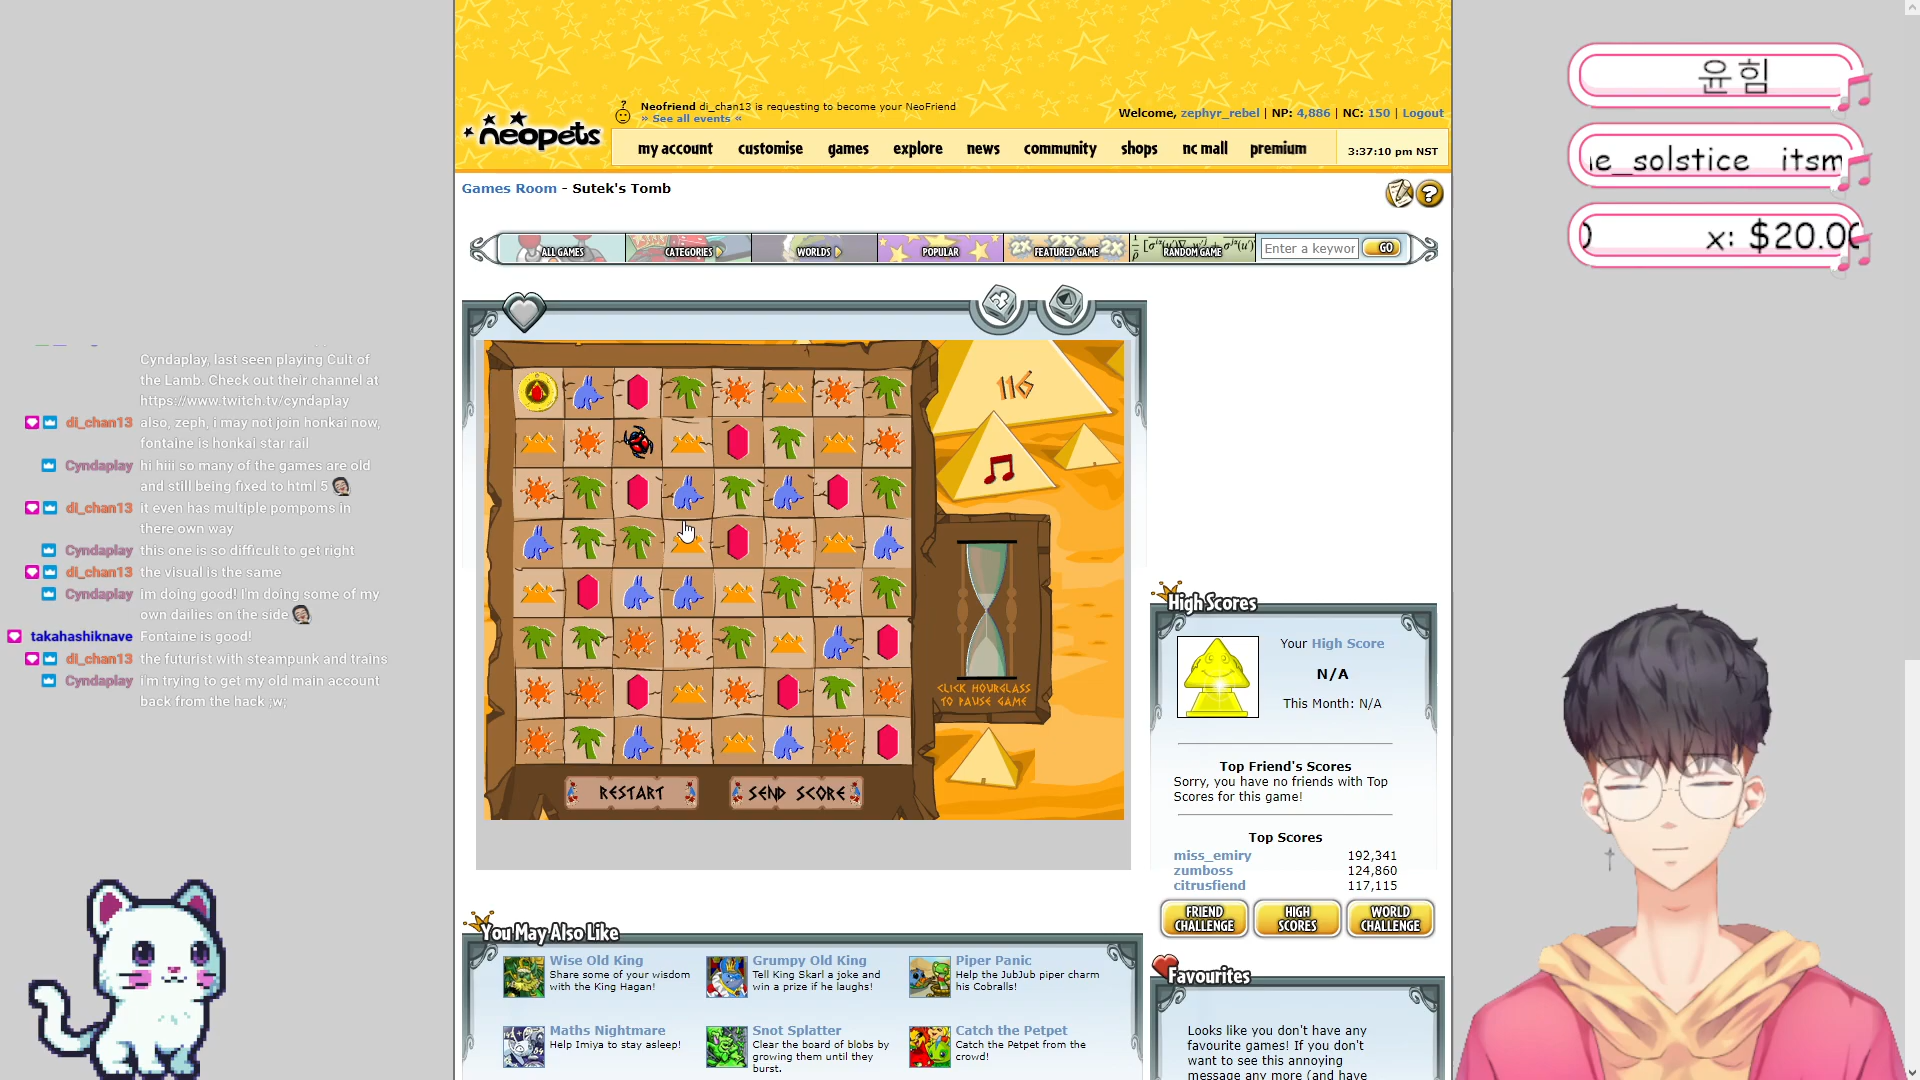 Neofriend di_chan13 is requesting to become your NeoFriend
» See all events «
Welcome, zephyr_rebel | NP: 4,886 | NC: 150 | Logout
neopets
my account
customise
games
explore
news
community
shops
nc mall
premium
3:37:10 pm NST
Games Room - Sutek's Tomb
ALL GAMES
CATEGORIES
WORLDS
POPULAR
FEATURED GAME
RANDOM GAME
Enter a keywor
GO
116
CLICK HOURGLASS
TO PAUSE GAME
RESTART
SEND SCORE
윤힘
e_solstice itsm
x: $20.0
Cyndaplay, last seen playing Cult of
the Lamb. Check out their channel at
https://www.twitch.tv/cyndaplay
di_chan13 also, zeph, i may not join honkai now,
fontaine is honkai star rail
Cyndaplay hi hiii so many of the games are old
and still being fixed to html 5
di_chan13 it even has multiple pompoms in
there own way
Cyndaplay this one is so difficult to get right
di_chan13 the visual is the same
Cyndaplay im doing good! I'm doing some of my
own dailies on the side
takahashiknave Fontaine is good!
di_chan13 the futurist with steampunk and trains
Cyndaplay i'm trying to get my old main account
back from the hack ;w;
High Scores
Your High Score
N/A
This Month: N/A
Top Friend's Scores
Sorry, you have no friends with Top
Scores for this game!
Top Scores
miss_emiry 192,341
zumboss 124,860
citrusfiend 117,115
FRIEND
CHALLENGE
HIGH
SCORES
WORLD
CHALLENGE
Favourites
Looks like you don't have any
favourite games! If you don't
want to see this annoying
message any more (and have
You May Also Like
Wise Old King
Share some of your wisdom
with the King Hagan!
Grumpy Old King
Tell King Skarl a joke and
win a prize if he laughs!
Piper Panic
Help the JubJub piper charm
his Cobralls!
Maths Nightmare
Help Imiya to stay asleep!
Snot Splatter
Clear the board of blobs by
growing them until they
burst.
Catch the Petpet
Catch the Petpet from the
crowd!